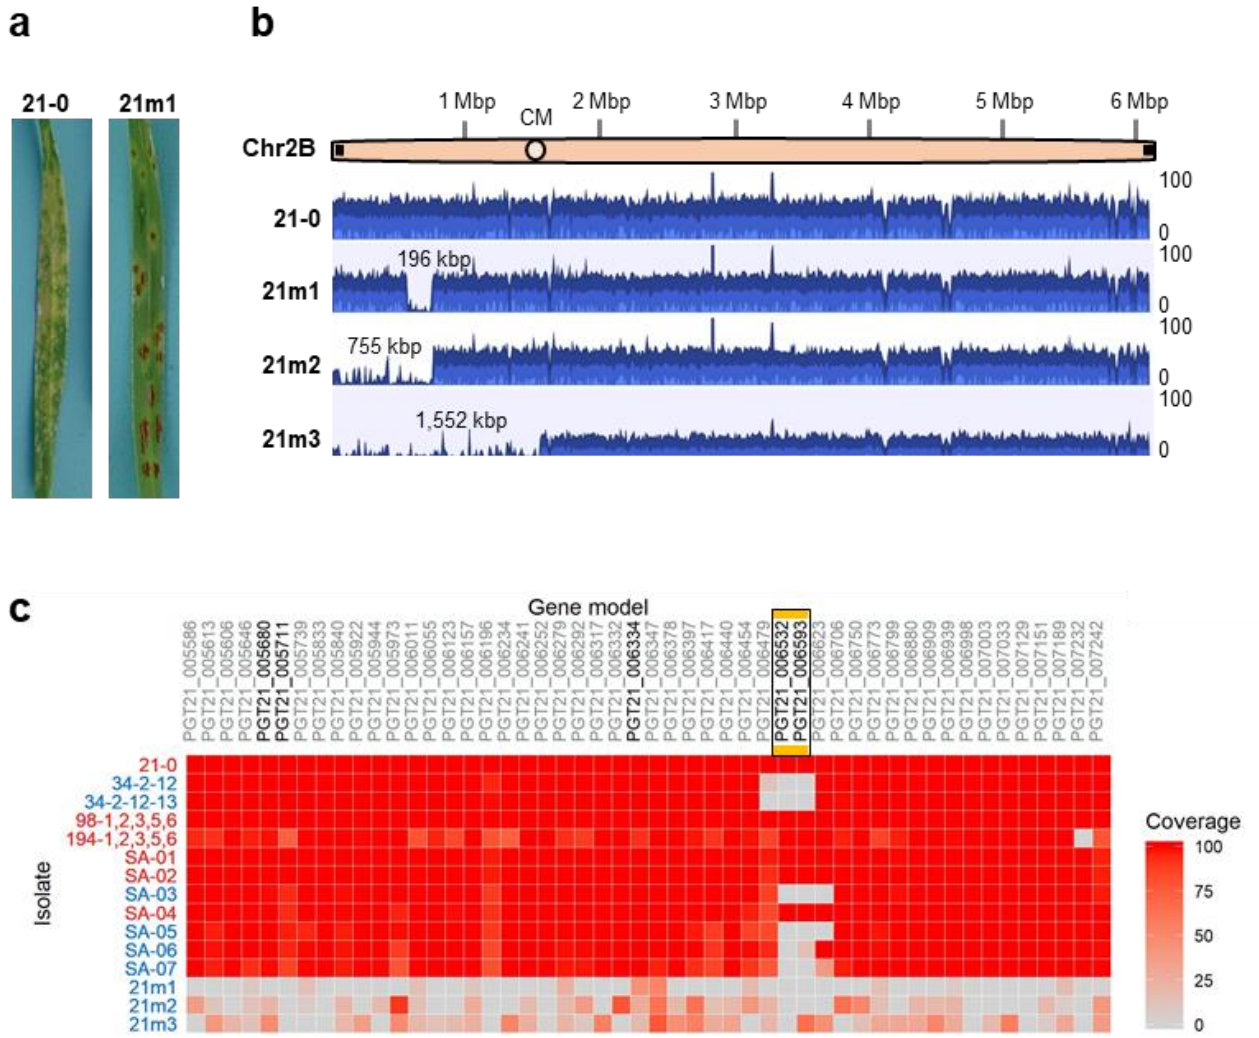 a
b
21-0
21m1
1 Mbp
2 Mbp
3 Mbp
4 Mbp
5 Mbp
6 Mbp
CM
Chr2B
21-0
100
0
21m1
196 kbp
100
0
21m2
755 kbp
100
0
21m3
1,552 kbp
100
0
c
Gene model
PGT21_005586
PGT21_005613
PGT21_005606
PGT21_005646
PGT21_005680
PGT21_005711
PGT21_005739
PGT21_005833
PGT21_005840
PGT21_005922
PGT21_005944
PGT21_005973
PGT21_006011
PGT21_006055
PGT21_006123
PGT21_006157
PGT21_006196
PGT21_006234
PGT21_006241
PGT21_006252
PGT21_006279
PGT21_006292
PGT21_006317
PGT21_006332
PGT21_006334
PGT21_006347
PGT21_006378
PGT21_006397
PGT21_006417
PGT21_006440
PGT21_006454
PGT21_006479
PGT21_006532
PGT21_006593
PGT21_006623
PGT21_006706
PGT21_006750
PGT21_006773
PGT21_006799
PGT21_006880
PGT21_006909
PGT21_006939
PGT21_006998
PGT21_007003
PGT21_007033
PGT21_007129
PGT21_007151
PGT21_007189
PGT21_007232
PGT21_007242
Isolate
21-0
34-2-12
34-2-12-13
98-1,2,3,5,6
194-1,2,3,5,6
SA-01
SA-02
SA-03
SA-04
SA-05
SA-06
SA-07
21m1
21m2
21m3
Coverage
100
75
50
25
0